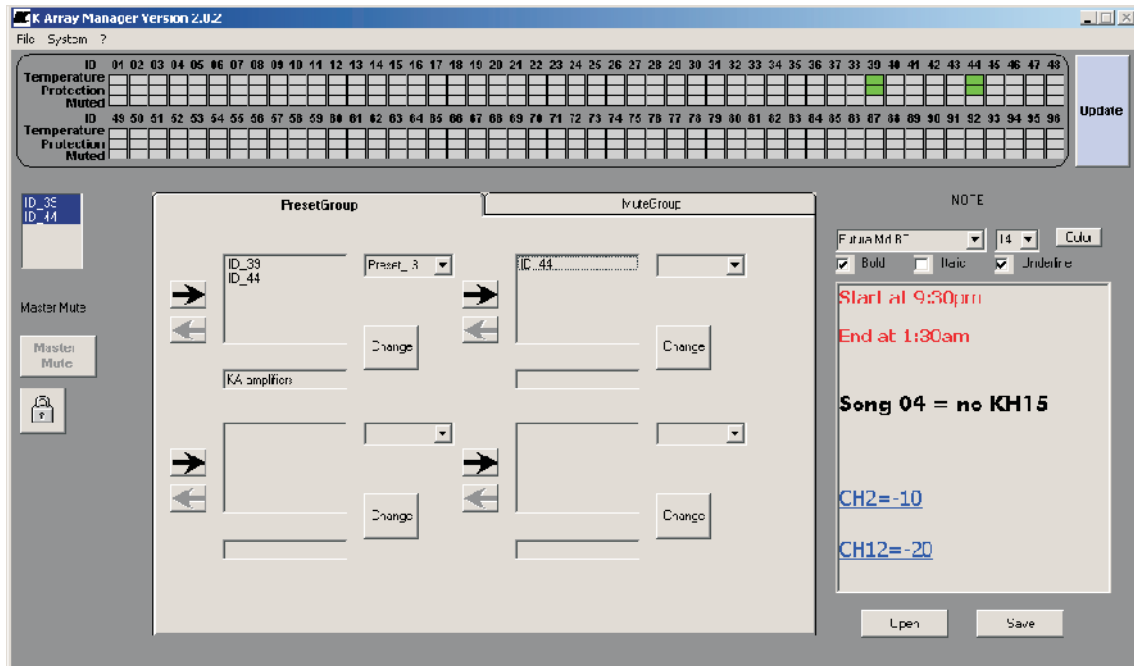 K Array Manager Version 2.0.2
File System ?
ID 01 02 03 04 05 06 07 08 09 10 11 12 13 14 15 16 17 18 19 20 21 22 23 24 25 26 27 28 29 30 31 32 33 34 35 36 37 38 39 40 41 42 43 44 45 46 47 48
Temperature
Protection
Muted
ID 49 50 51 52 53 54 55 56 57 58 59 60 61 62 63 64 65 66 67 68 69 70 71 72 73 74 75 76 77 78 79 80 81 82 83 84 85 86 87 88 89 90 91 92 93 94 95 96
Temperature
Protection
Muted
Update
ID_39
ID_44
Master Mute
Master
Mute
PresetGroup
MuteGroup
ID_39
ID_44
Preset_ 3
Change
KA amplifiers
ID_44
Change
Change
Change
NOTE
Futura Md BT
14
Color
Bold
Italic
Underline
Start at 9:30pm
End at 1:30am
Song 04 = no KH15
CH2=-10
CH12=-20
Open
Save